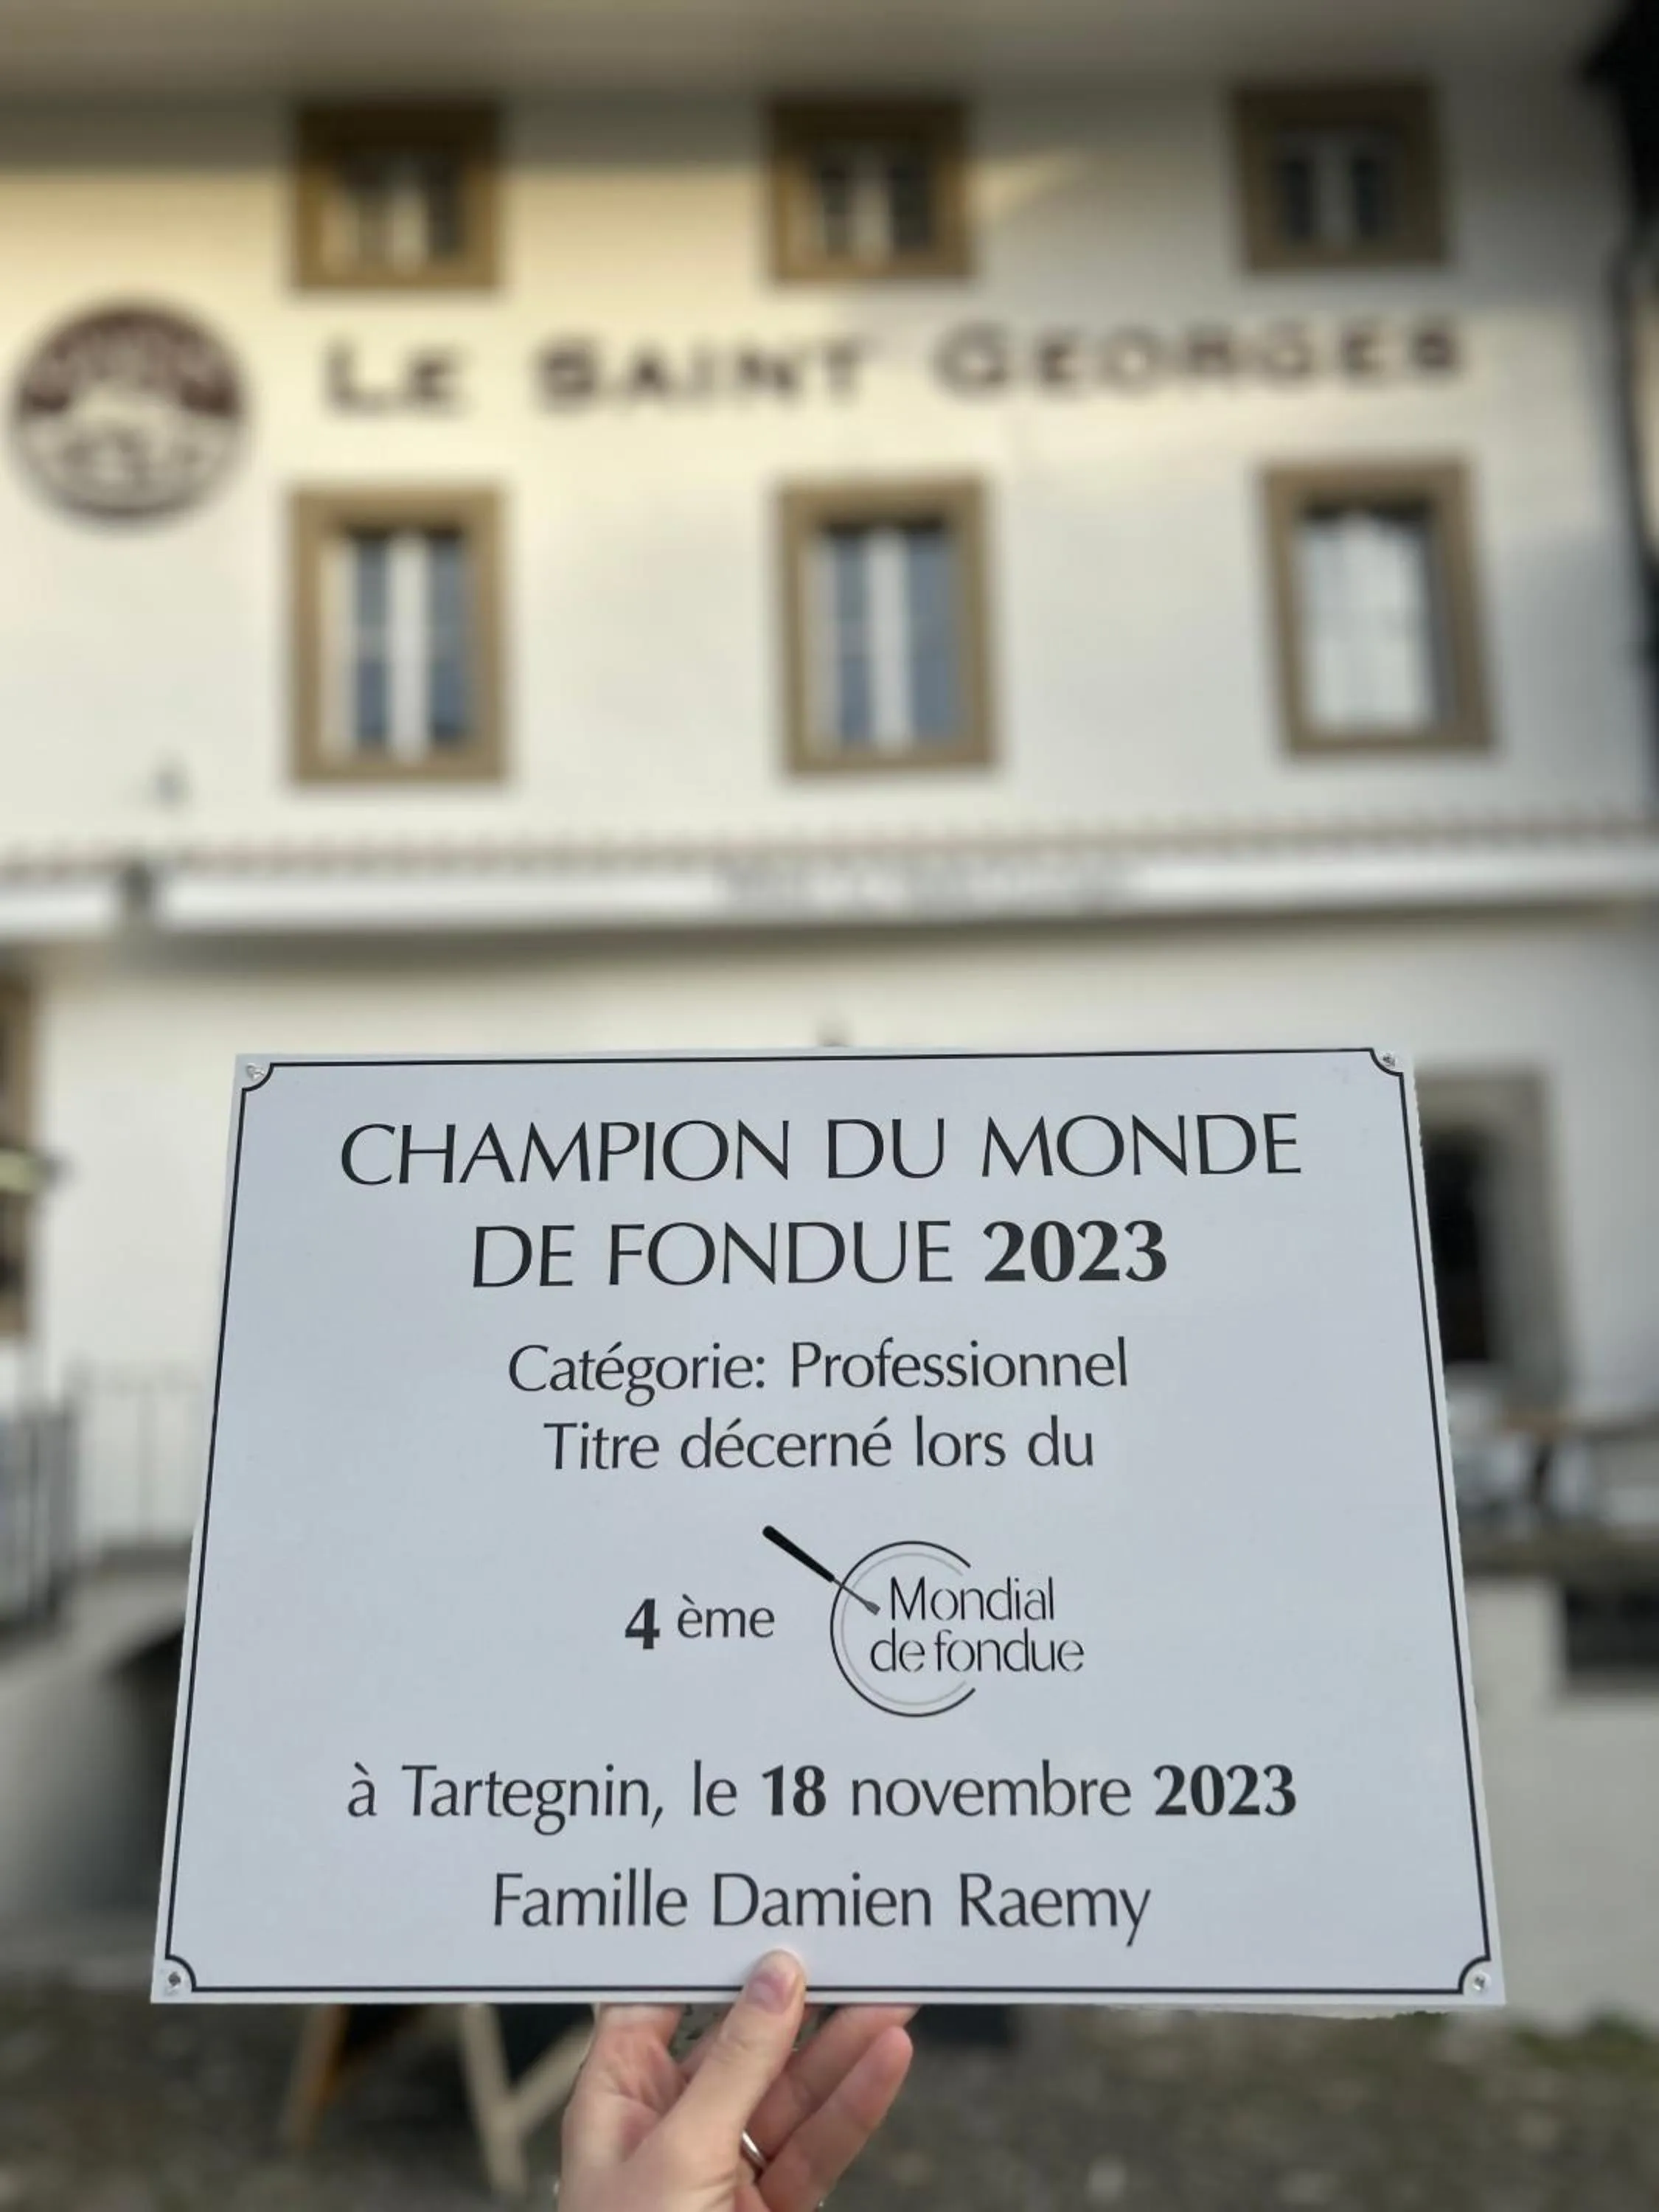 LE SAINT GEORGES
CHAMPION DU MONDE
DE FONDUE 2023
Catégorie: Professionnel
Titre décerné lors du
4 ème
Mondial
de fondue
à Tartegnin, le 18 novembre 2023
Famille Damien Raemy